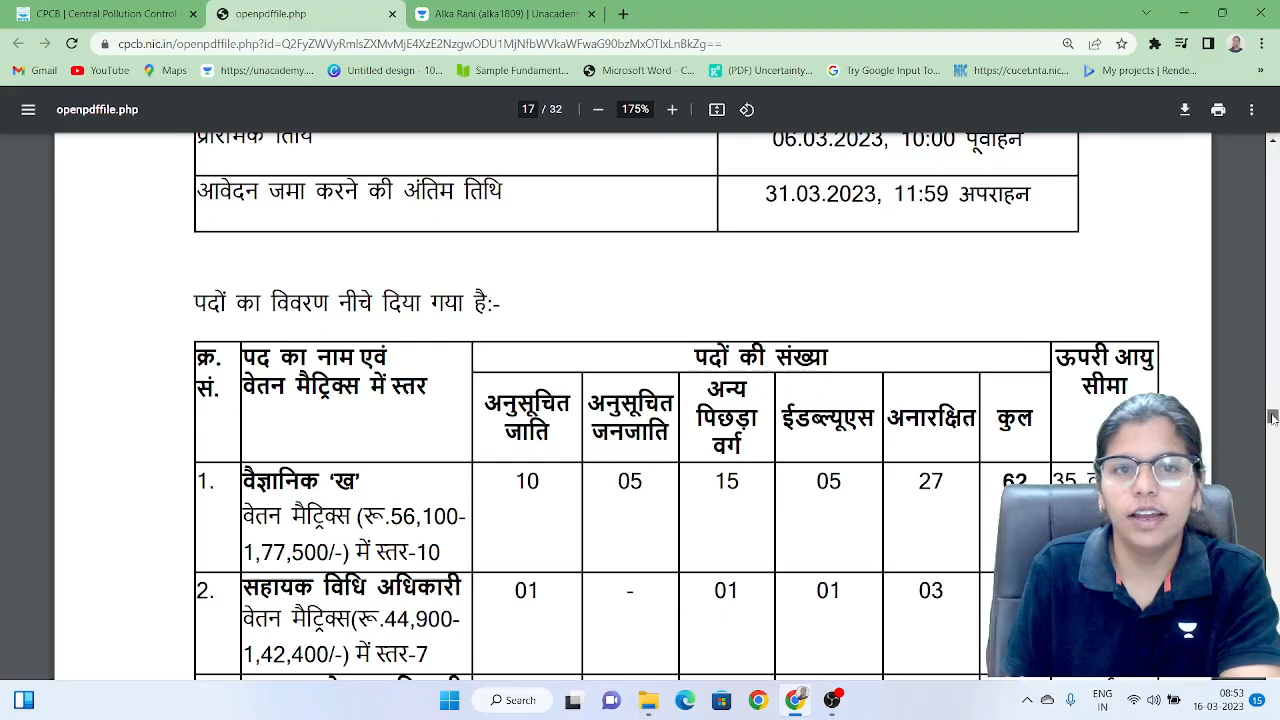 CPCB | Central Pollution Control
openpdffile.php
Alka Rani (alka1809) | Unacadem
cpcb.nic.in/openpdffile.php?id=Q2FyZWVyRmlsZXMvMjE4XzE2NzgwODU1MjNfbWVkaWFwaG90bzMxOTIxLnBkZg==
Gmail
YouTube
Maps
https://unacademy...
Untitled design - 10...
Sample Fundament...
Microsoft Word - C...
(PDF) Uncertainty...
Try Google Input To...
https://cucet.nta.nic...
My projects | Rende...
openpdffile.php
17 / 32
175%
प्रारंभिक तिथि
06.03.2023, 10:00 पूर्वाहन
आवेदन जमा करने की अंतिम तिथि
31.03.2023, 11:59 अपराहन
पदों का विवरण नीचे दिया गया है:-
क्र. सं.
पद का नाम एवं
वेतन मैट्रिक्स में स्तर
पदों की संख्या
ऊपरी आयु
सीमा
अनुसूचित
जाति
अनुसूचित
जनजाति
अन्य
पिछड़ा
वर्ग
ईडब्ल्यूएस
अनारक्षित
कुल
1.
वैज्ञानिक ‘ख’
वेतन मैट्रिक्स (रू.56,100-
1,77,500/-) में स्तर-10
10
05
15
05
27
62
35
2.
सहायक विधि अधिकारी
वेतन मैट्रिक्स(रू.44,900-
1,42,400/-) में स्तर-7
01
-
01
01
03
Search
ENG
IN
08:53
16-03-2023
15